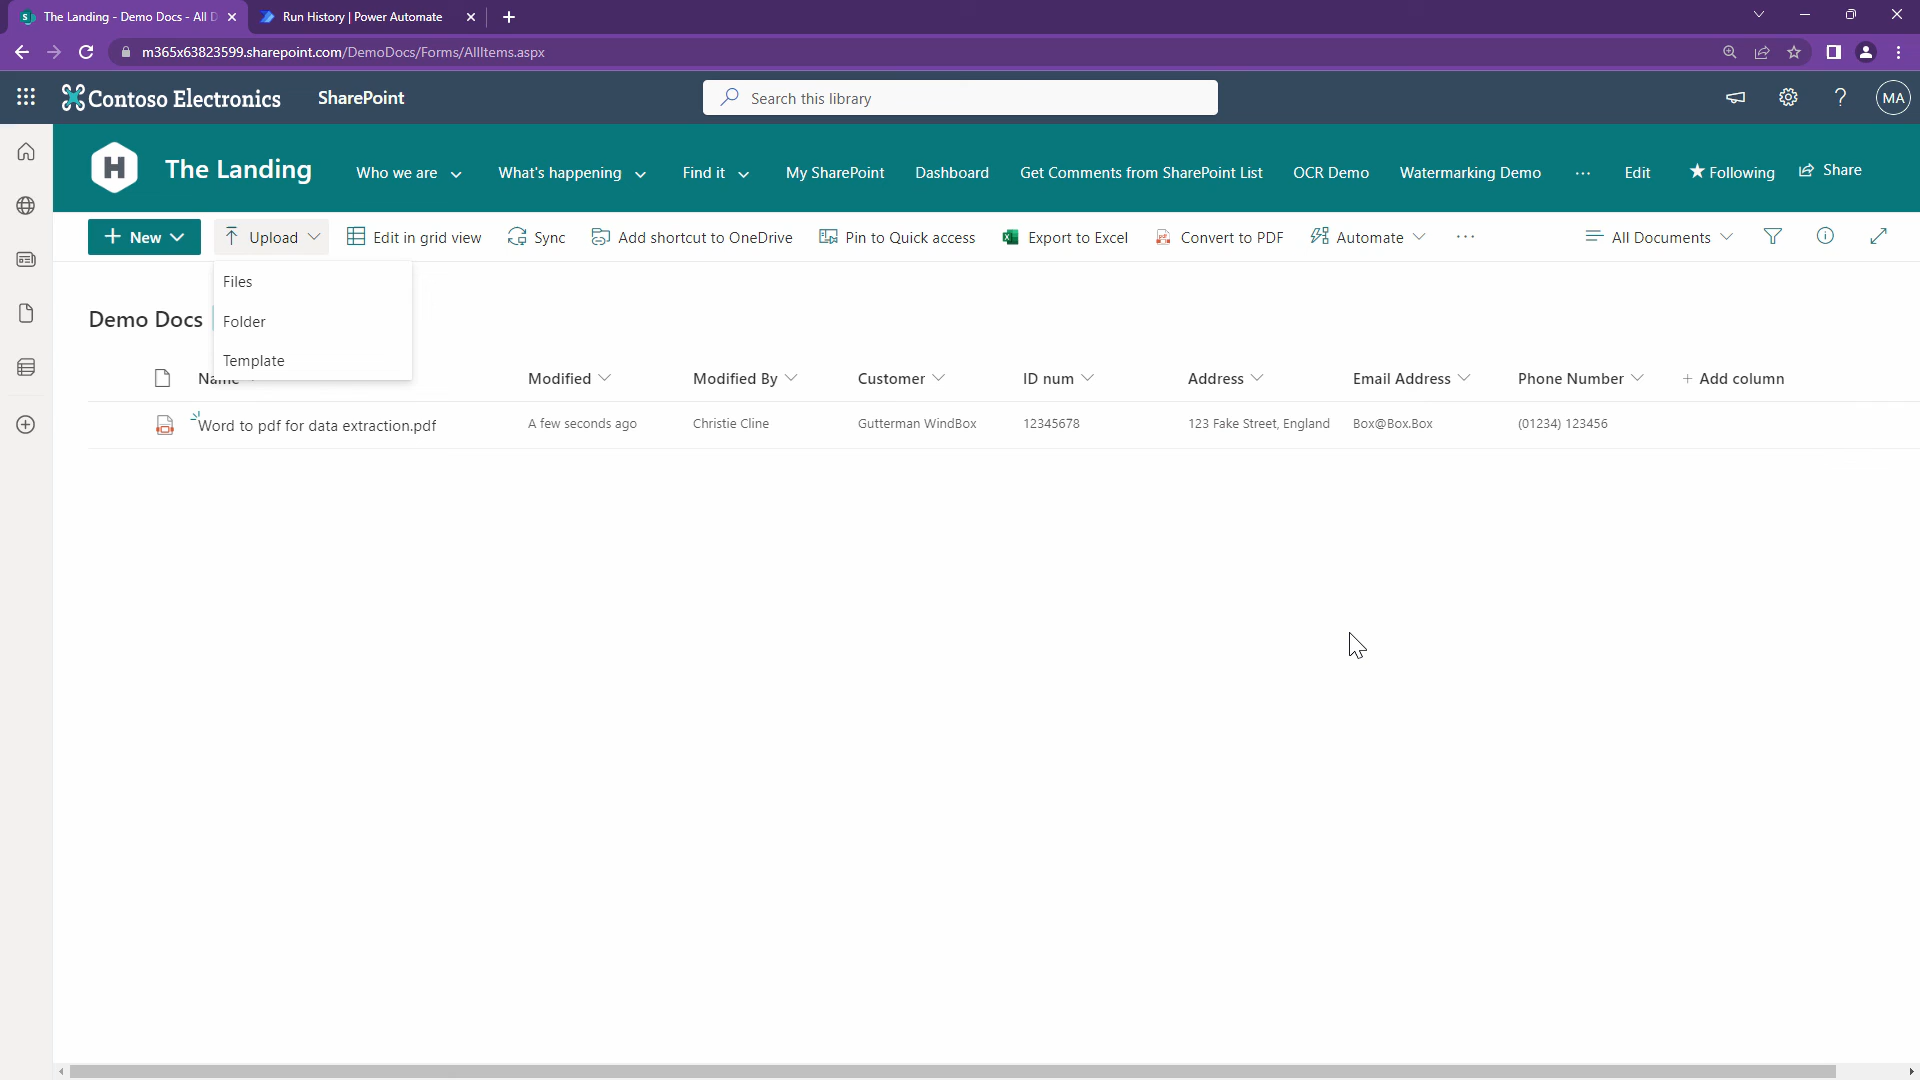 The Landing - Demo Docs - All D
Run History | Power Automate
m365x63823599.sharepoint.com/DemoDocs/Forms/AllItems.aspx
Contoso Electronics
SharePoint
Search this library
MA
H
The Landing
Who we are
What's happening
Find it
My SharePoint
Dashboard
Get Comments from SharePoint List
OCR Demo
Watermarking Demo
...
Edit
Following
Share
+ New
Upload
Edit in grid view
Sync
Add shortcut to OneDrive
Pin to Quick access
Export to Excel
Convert to PDF
Automate
...
All Documents
Files
Folder
Template
Demo Docs
Name
Modified
Modified By
Customer
ID num
Address
Email Address
Phone Number
+ Add column
Word to pdf for data extraction.pdf
A few seconds ago
Christie Cline
Gutterman WindBox
12345678
123 Fake Street, England
Box@Box.Box
(01234) 123456